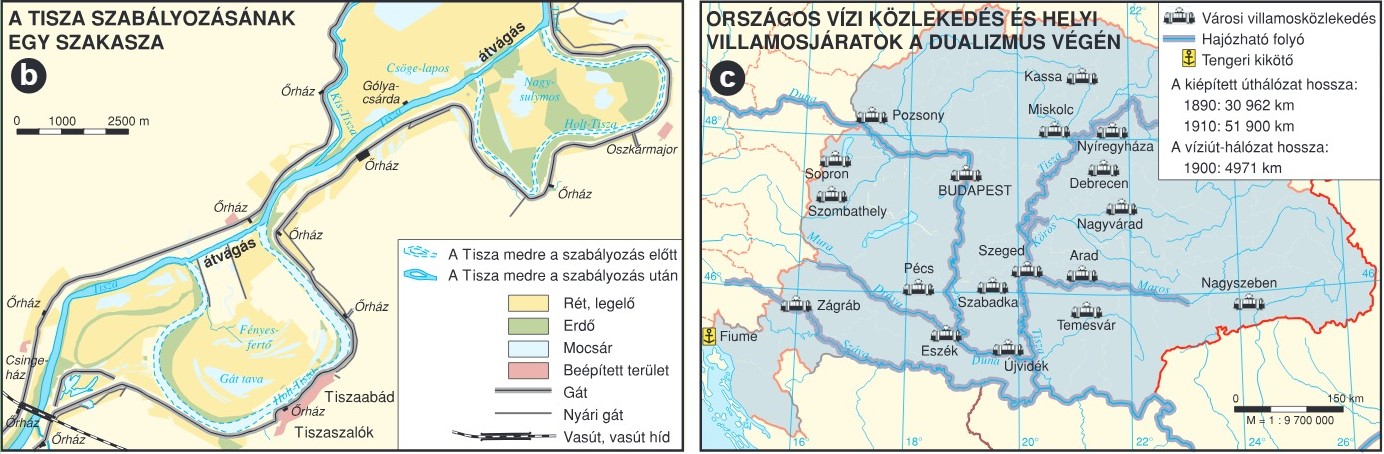 A TISZA SZABÁLYOZÁSÁNAK
EGY SZAKASZA
b
0 1000 2500 m
átvágás
Csöge-lapos
Gólya-
csárda
Őrház
Kis-Tisza
Tisza
Nagy-
sulymos
Holt-Tisza
Oszkármajor
Őrház
Őrház
Őrház
Őrház
átvágás
Tisza
Őrház
Fényes-
fertő
Gát tava
Őrház
Csinge-
ház
Holt-Tisza
Tiszaabád
Őrház
Tiszaszalók
Őrház
Őrház
A Tisza medre a szabályozás előtt
A Tisza medre a szabályozás után
Rét, legelő
Erdő
Mocsár
Beépített terület
Gát
Nyári gát
Vasút, vasút híd
ORSZÁGOS VÍZI KÖZLEKEDÉS ÉS HELYI
VILLAMOSJÁRATOK A DUALIZMUS VÉGÉN
c
22°
Városi villamosközlekedés
Hajózható folyó
Tengeri kikötő
A kiépített úthálózat hossza:
1890: 30 962 km
1910: 51 900 km
A víziút-hálózat hossza:
1900: 4971 km
Kassa
Duna
Pozsony
Miskolc
48°
Nyíregyháza
Tisza
Sopron
BUDAPEST
Debrecen
Szombathely
Nagyvárad
Körös
Mura
Szeged
Arad
46°
Pécs
Maros
Nagyszeben
46
Dráva
Szabadka
Zágráb
Temesvár
Fiume
Eszék
Tisza
Száva
Duna
Újvidék
0 150 km
M = 1 : 9 700 000
16°
18°
20°
22°
24°
26°